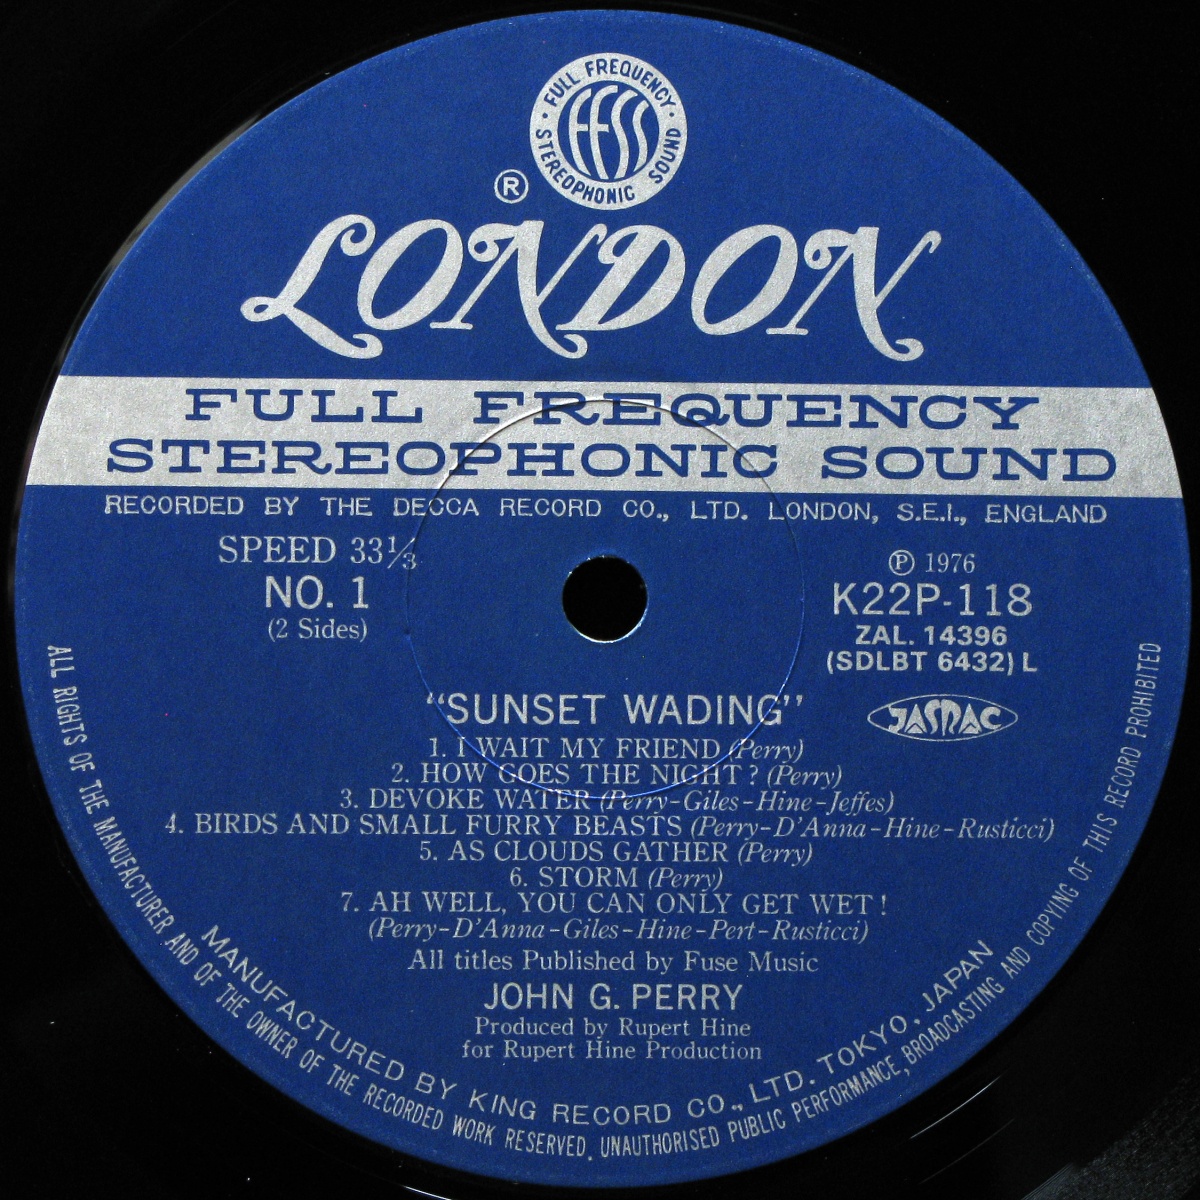 · FULL FREQUENCY · STEREOPHONIC SOUND
FFSS
®
LONDON
FULL FREQUENCY
STEREOPHONIC SOUND
RECORDED BY THE DECCA RECORD CO., LTD. LONDON, S.E.I., ENGLAND
SPEED 33⅓
NO. 1
(2 Sides)
Ⓟ 1976
K22P-118
ZAL. 14396
(SDLBT 6432) L
JASRAC
“SUNSET WADING”
1. I WAIT MY FRIEND (Perry)
2. HOW GOES THE NIGHT? (Perry)
3. DEVOKE WATER (Perry-Giles-Hine-Jeffes)
4. BIRDS AND SMALL FURRY BEASTS (Perry-D'Anna-Hine-Rusticci)
5. AS CLOUDS GATHER (Perry)
6. STORM (Perry)
7. AH WELL, YOU CAN ONLY GET WET!
(Perry-D'Anna-Giles-Hine-Pert-Rusticci)
All titles Published by Fuse Music
JOHN G. PERRY
Produced by Rupert Hine
for Rupert Hine Production
MANUFACTURED BY KING RECORD CO., LTD. TOKYO, JAPAN
ALL RIGHTS OF THE MANUFACTURER AND OF THE OWNER OF THE RECORDED WORK RESERVED. UNAUTHORISED PUBLIC PERFORMANCE, BROADCASTING AND COPYING OF THIS RECORD PROHIBITED